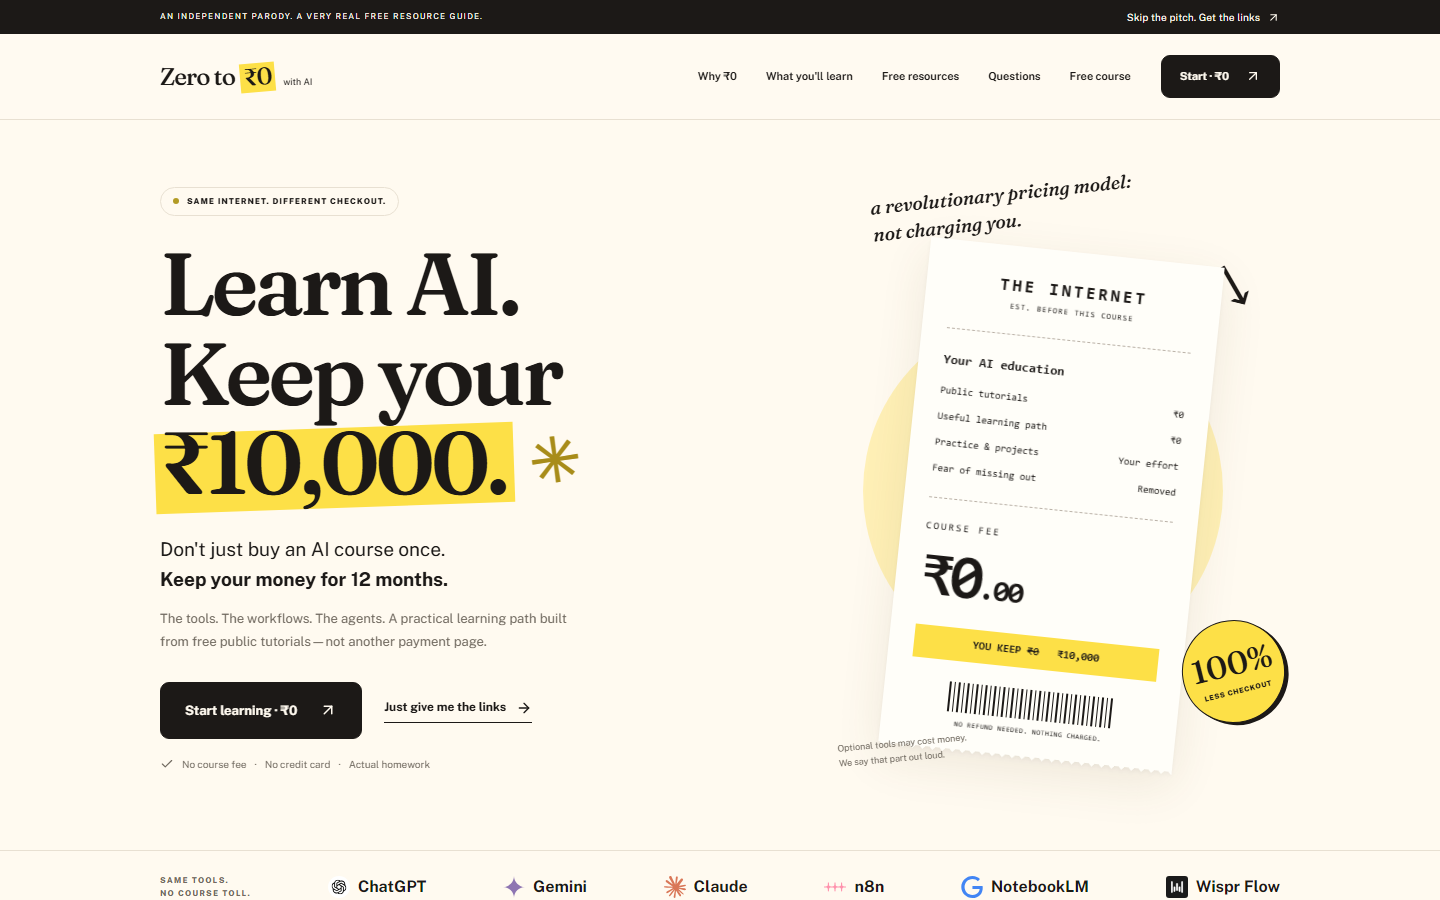 AN INDEPENDENT PARODY. A VERY REAL FREE RESOURCE GUIDE.
Skip the pitch. Get the links
Zero to ₹0 with AI
Why ₹0
What you'll learn
Free resources
Questions
Free course
Start · ₹0
SAME INTERNET. DIFFERENT CHECKOUT.
Learn AI.
Keep your
₹10,000.
Don't just buy an AI course once.
Keep your money for 12 months.
The tools. The workflows. The agents. A practical learning path built
from free public tutorials—not another payment page.
Start learning · ₹0
Just give me the links
No course fee · No credit card · Actual homework
a revolutionary pricing model:
not charging you.
THE INTERNET
EST. BEFORE THIS COURSE
Your AI education
Public tutorials ₹0
Useful learning path ₹0
Practice & projects Your effort
Fear of missing out Removed
COURSE FEE
₹0.00
YOU KEEP ₹0 ₹10,000
NO REFUND NEEDED. NOTHING CHARGED.
100%
LESS CHECKOUT
Optional tools may cost money.
We say that part out loud.
SAME TOOLS.
NO COURSE TOLL.
ChatGPT
Gemini
Claude
n8n
NotebookLM
Wispr Flow